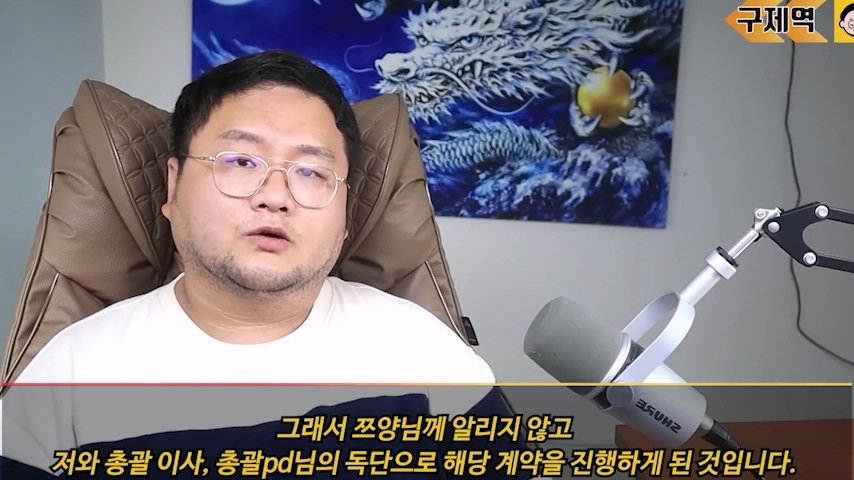 구제역
SHURE
그래서 쯔양님께 알리지 않고
저와 총괄 이사, 총괄pd님의 독단으로 해당 계약을 진행하게 된 것입니다.